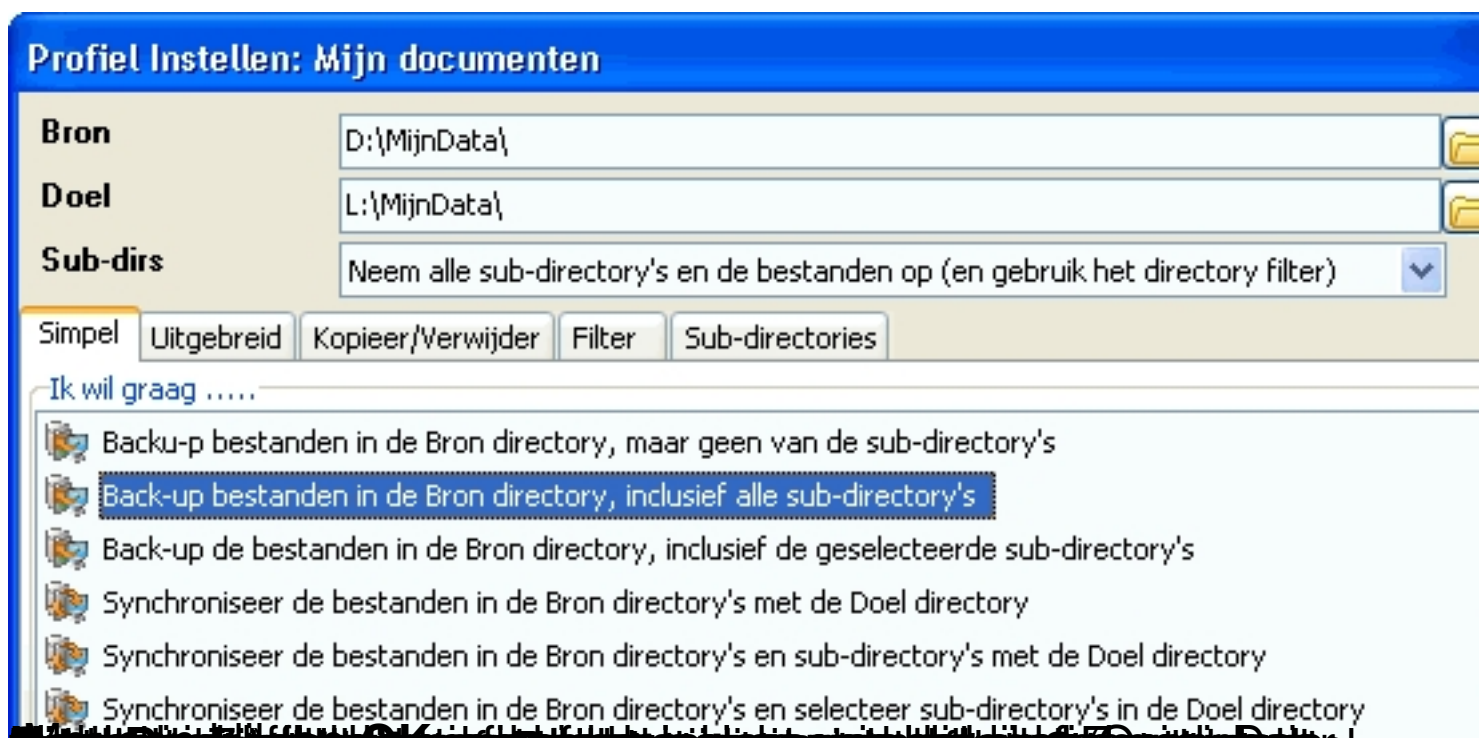 Profiel Instellen: Mijn documenten
Bron D:\MijnData\
Doel L:\MijnData\
Sub-dirs Neem alle sub-directory's en de bestanden op (en gebruik het directory filter)
Simpel Uitgebreid Kopieer/Verwijder Filter Sub-directories
Ik wil graag .....
Backu-p bestanden in de Bron directory, maar geen van de sub-directory's
Back-up bestanden in de Bron directory, inclusief alle sub-directory's
Back-up de bestanden in de Bron directory, inclusief de geselecteerde sub-directory's
Synchroniseer de bestanden in de Bron directory's met de Doel directory
Synchroniseer de bestanden in de Bron directory's en sub-directory's met de Doel directory
Synchroniseer de bestanden in de Bron directory's en selecteer sub-directory's in de Doel directory